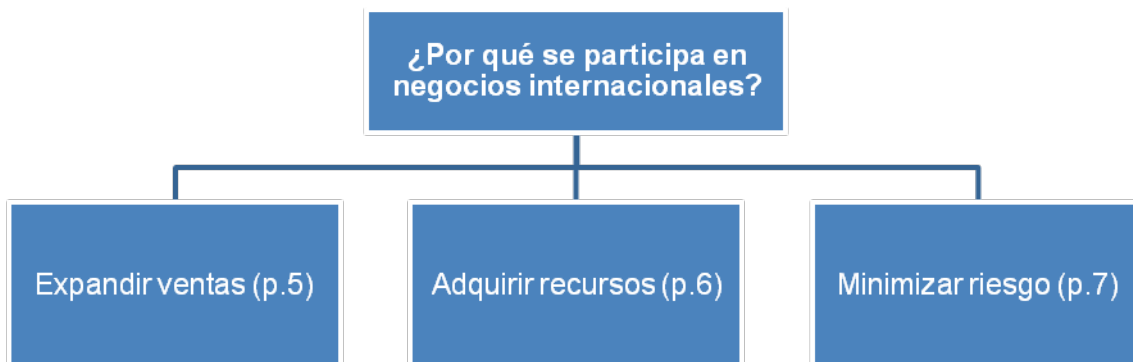 ¿Por qué se participa en
negocios internacionales?
Expandir ventas (p.5)
Adquirir recursos (p.6)
Minimizar riesgo (p.7)